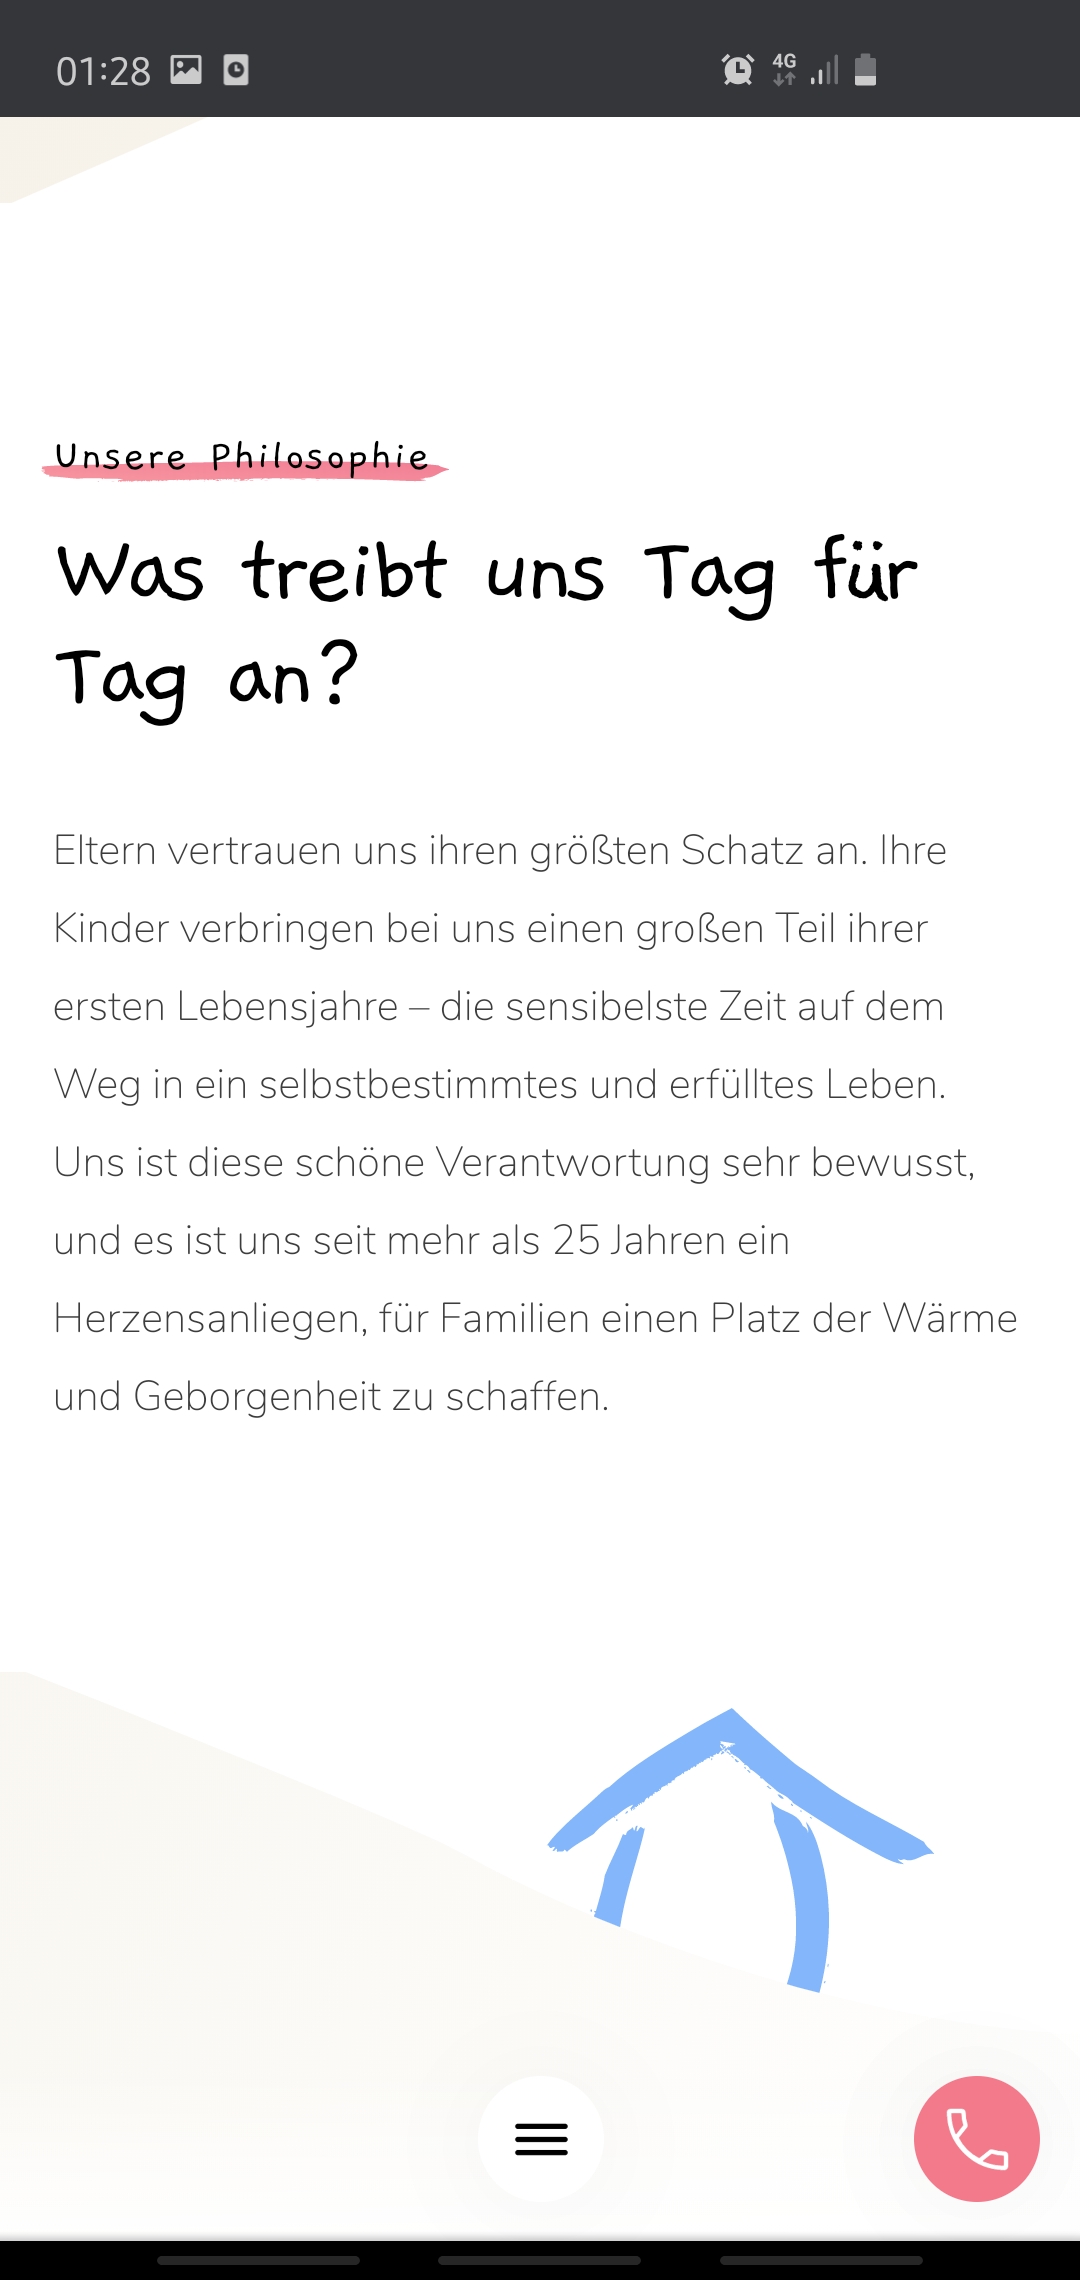 01:28
4G
Unsere Philosophie
Was treibt uns Tag für
Tag an?
Eltern vertrauen uns ihren größten Schatz an. Ihre
Kinder verbringen bei uns einen großen Teil ihrer
ersten Lebensjahre – die sensibelste Zeit auf dem
Weg in ein selbstbestimmtes und erfülltes Leben.
Uns ist diese schöne Verantwortung sehr bewusst,
und es ist uns seit mehr als 25 Jahren ein
Herzensanliegen, für Familien einen Platz der Wärme
und Geborgenheit zu schaffen.